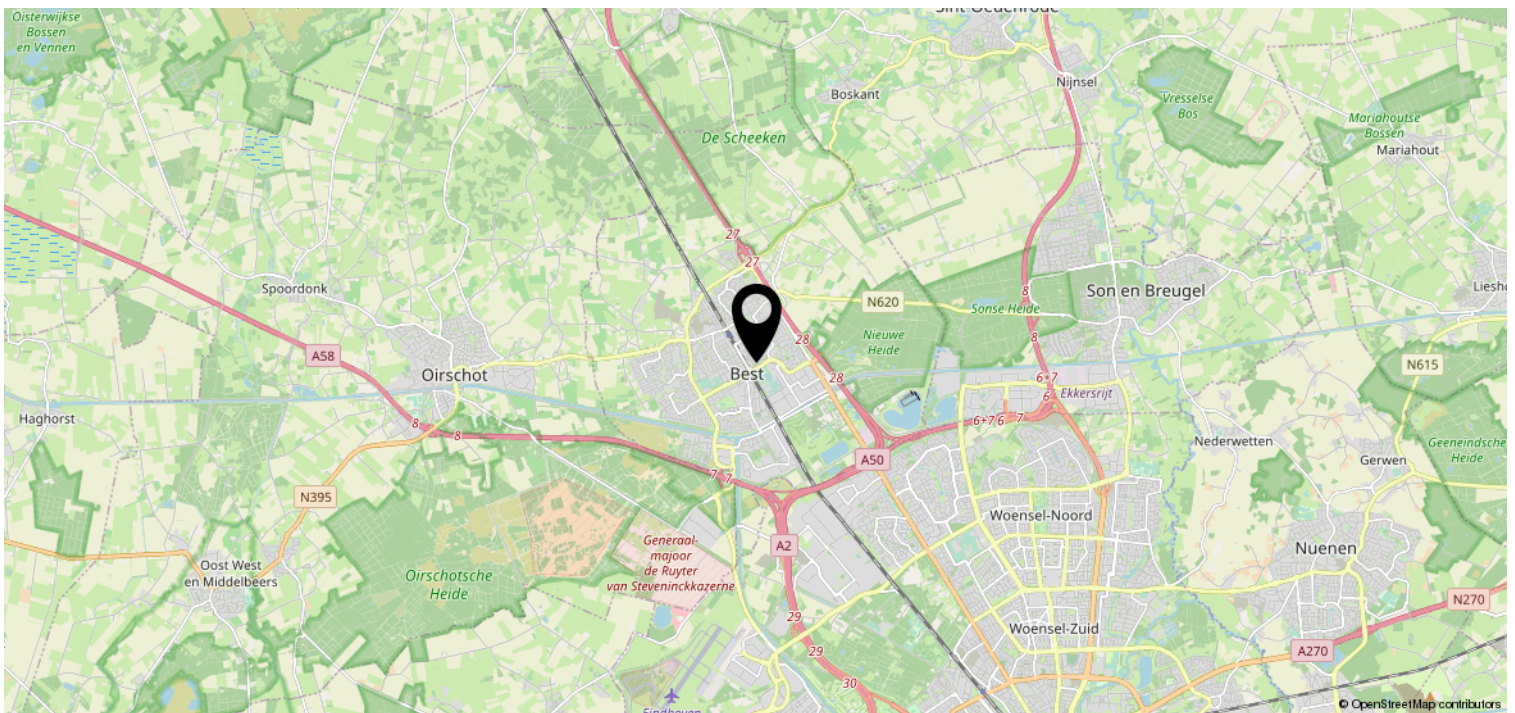 Oisterwijkse
Bossen
en Vennen
Sint-Oedenrode
Nijnsel
Boskant
Vresselse
Bos
Mariahoutse
Bossen
Mariahout
De Scheeken
27
27
Spoordonk
N620
Sonse Heide
8
Son en Breugel
Liesh
8
28
Nieuwe
Heide
A58
Oirschot
Best
28
6+7
6
Ekkersrijt
N615
Haghorst
8
8
6+7
6
7
Nederwetten
Geeneindsche
Heide
Gerwen
A50
7
7
N395
Woensel-Noord
A2
Nuenen
Generaal-
majoor
de Ruyter
van Steveninckkazerne
Oost West
en Middelbeers
Oirschotsche
Heide
N270
29
Woensel-Zuid
29
A270
30
Eindhoven
© OpenStreetMap contributors